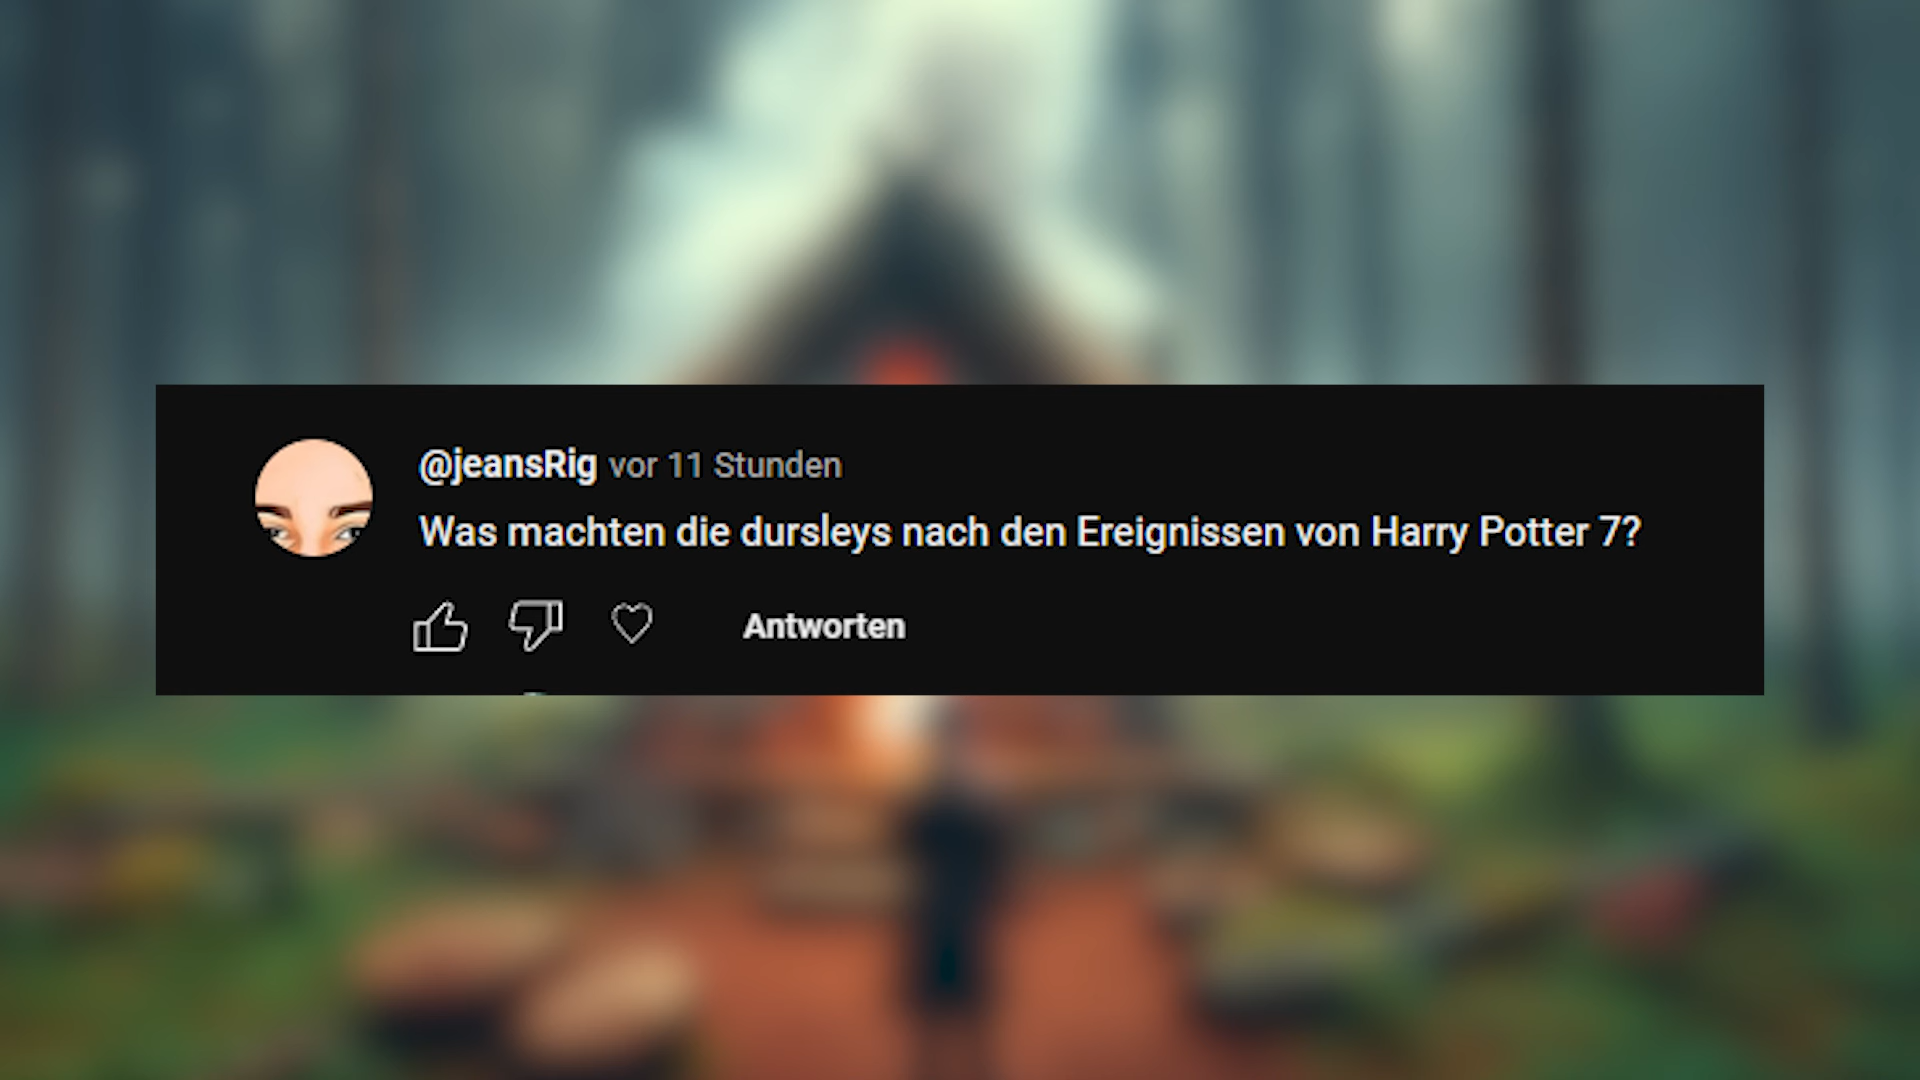 @jeansRig vor 11 Stunden
Was machten die dursleys nach den Ereignissen von Harry Potter 7?
Antworten